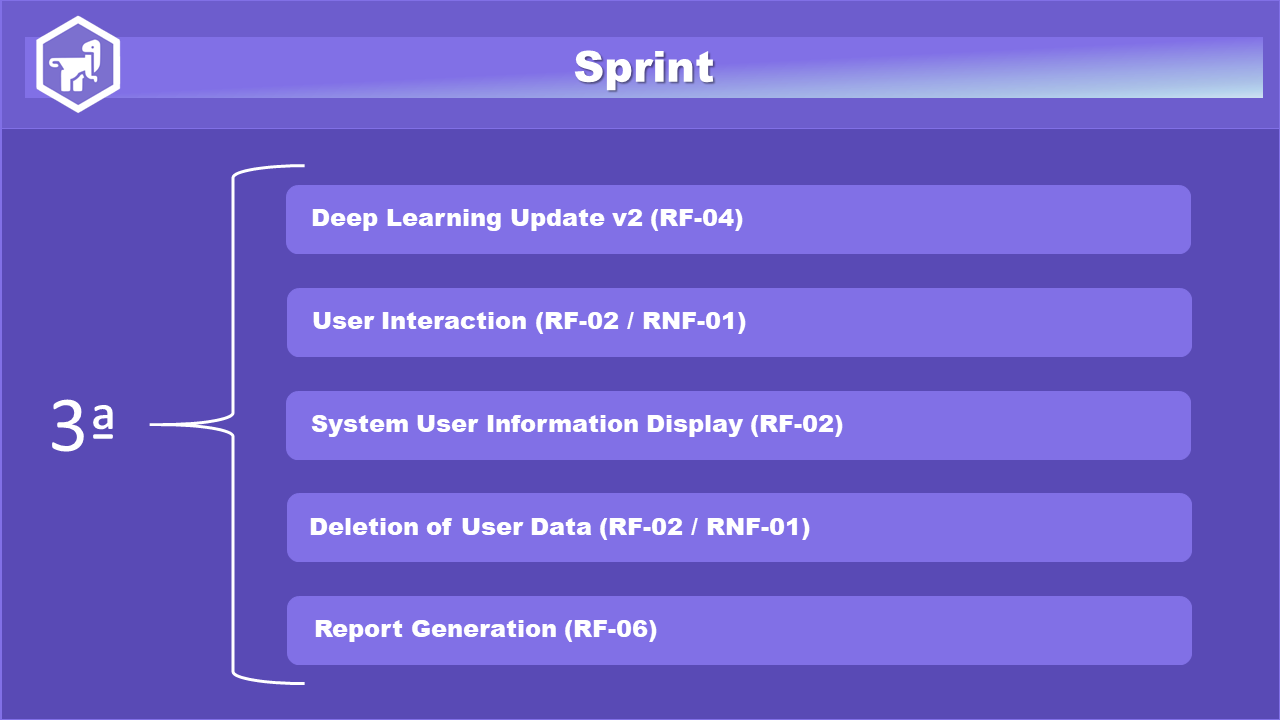 Sprint
Deep Learning Update v2 (RF-04)
User Interaction (RF-02 / RNF-01)
3ª
System User Information Display (RF-02)
Deletion of User Data (RF-02 / RNF-01)
Report Generation (RF-06)